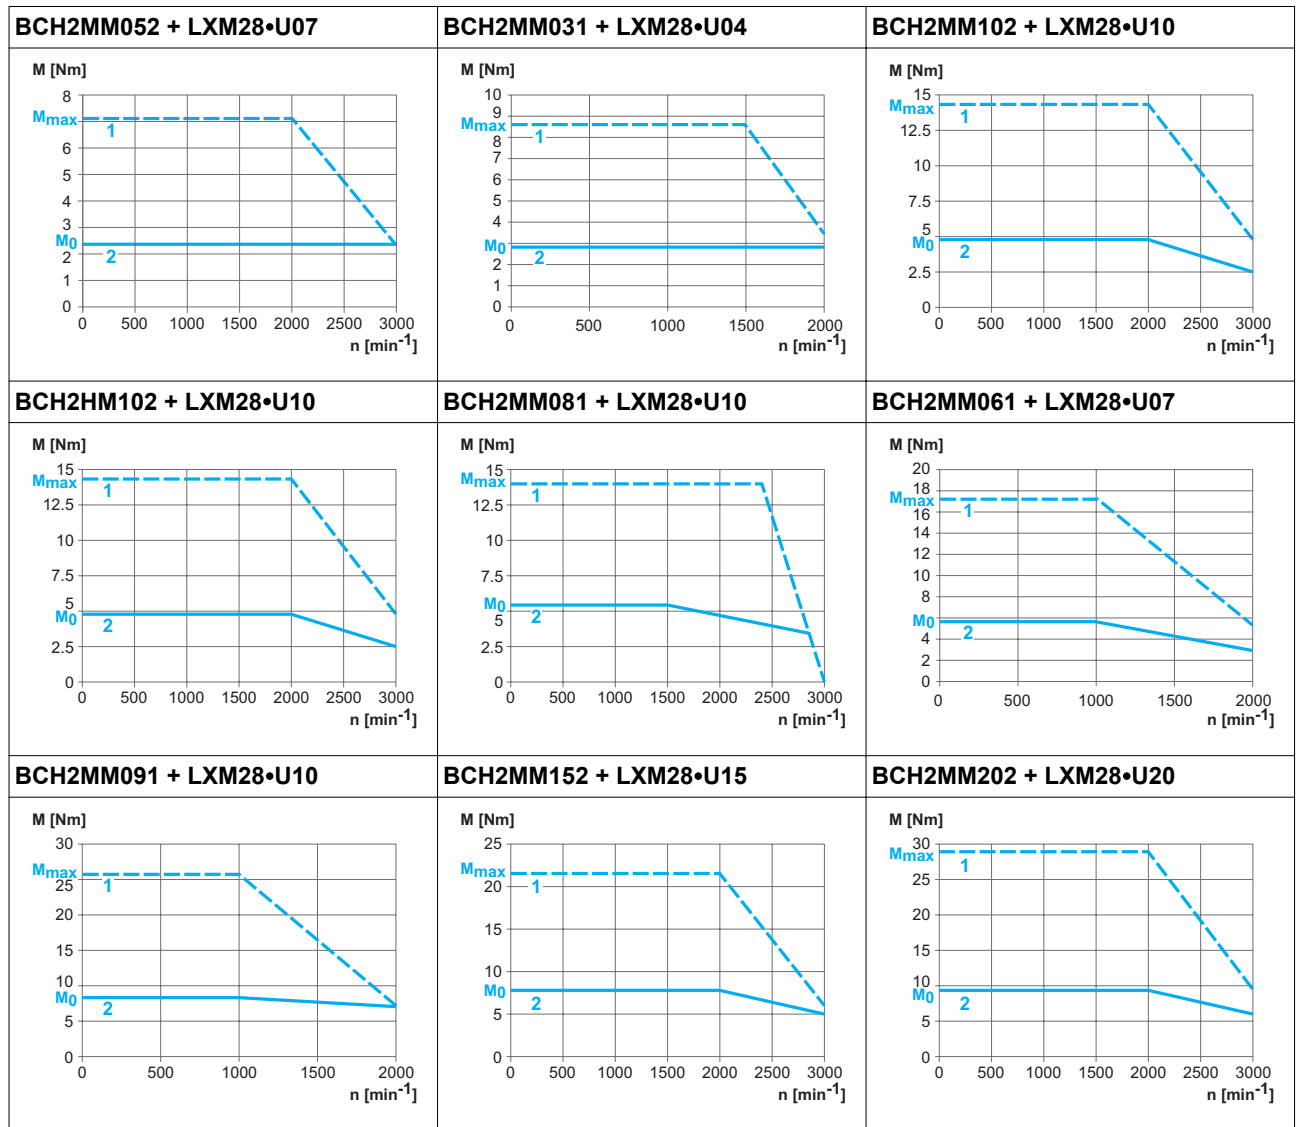 BCH2MM052 + LXM28•U07
M [Nm]
8
Mmax
1
6
5
4
3
M0
2
2
1
0
0 500 1000 1500 2000 2500 3000
n [min-1]
BCH2MM031 + LXM28•U04
M [Nm]
10
9
Mmax
1
8
7
6
5
4
M0
2
2
1
0
0 500 1000 1500 2000
n [min-1]
BCH2MM102 + LXM28•U10
M [Nm]
15
Mmax
1
12.5
10
7.5
5
M0
2
2.5
0
0 500 1000 1500 2000 2500 3000
n [min-1]
BCH2HM102 + LXM28•U10
M [Nm]
15
Mmax
1
12.5
10
7.5
5
M0
2
2.5
0
0 500 1000 1500 2000 2500 3000
n [min-1]
BCH2MM081 + LXM28•U10
M [Nm]
15
Mmax
1
12.5
10
7.5
M0
5
2
2.5
0
0 500 1000 1500 2000 2500 3000
n [min-1]
BCH2MM061 + LXM28•U07
M [Nm]
20
18
Mmax
16
1
14
12
10
8
M0
2
4
2
0
0 500 1000 1500 2000
n [min-1]
BCH2MM091 + LXM28•U10
M [Nm]
30
Mmax
25
1
20
15
10
M0
2
5
0
0 500 1000 1500 2000
n [min-1]
BCH2MM152 + LXM28•U15
M [Nm]
25
Mmax
1
20
15
10
M0
2
5
0
0 500 1000 1500 2000 2500 3000
n [min-1]
BCH2MM202 + LXM28•U20
M [Nm]
30
Mmax
1
25
20
15
10
M0
2
5
0
0 500 1000 1500 2000 2500 3000
n [min-1]